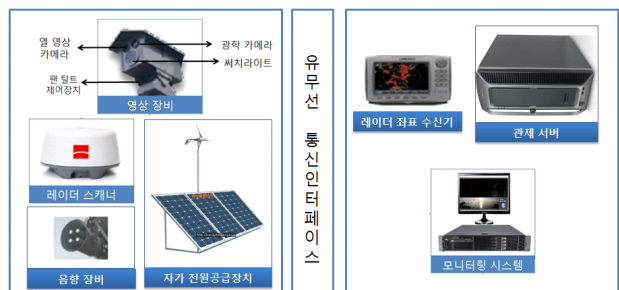 열 영상
카메라
광학 카메라
써치라이트
팬 틸트
제어장치
영상 장비
레이더 스캐너
음향 장비
자가 전원공급장치
유무선 통신인터페이스
레이더 좌표 수신기
관제 서버
모니터링 시스템